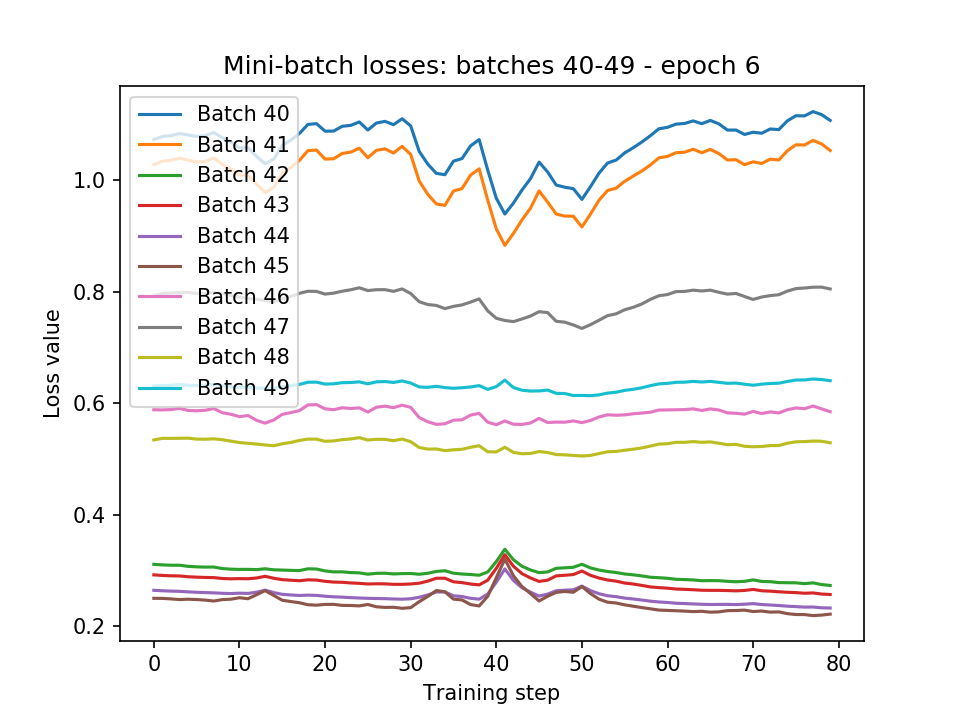 Mini-batch losses: batches 40-49 - epoch 6
Batch 40
Batch 41
Batch 42
Batch 43
Batch 44
Batch 45
Batch 46
Batch 47
Batch 48
Batch 49
Loss value
1.0
0.8
0.6
0.4
0.2
0 10 20 30 40 50 60 70 80
Training step